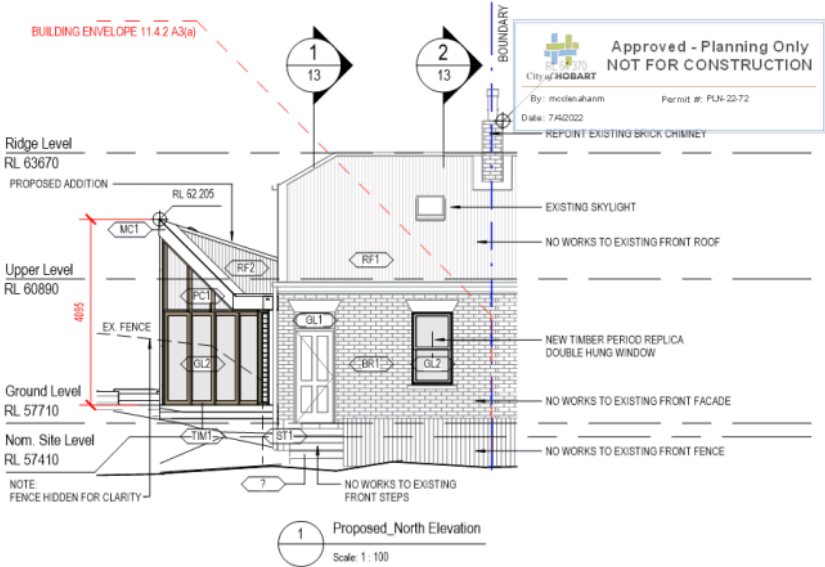 BUILDING ENVELOPE 11.4.2 A3(a)
1
13
2
13
BOUNDARY
City of HOBART
Approved - Planning Only
NOT FOR CONSTRUCTION
By: mcclenahanm
Permit #: PLN-22-72
Date: 7/4/2022
REPOINT EXISTING BRICK CHIMNEY
Ridge Level
RL 63670
PROPOSED ADDITION
RL 62.205
MC1
EXISTING SKYLIGHT
NO WORKS TO EXISTING FRONT ROOF
RF2
RF1
Upper Level
RL 60890
PC1
4095
EX. FENCE
GL1
NEW TIMBER PERIOD REPLICA
DOUBLE HUNG WINDOW
GL2
BR1
GL2
Ground Level
RL 57710
NO WORKS TO EXISTING FRONT FACADE
Nom. Site Level
RL 57410
TIM1
ST1
NO WORKS TO EXISTING FRONT FENCE
NOTE:
FENCE HIDDEN FOR CLARITY
?
NO WORKS TO EXISTING
FRONT STEPS
1
Proposed_North Elevation
Scale: 1 : 100